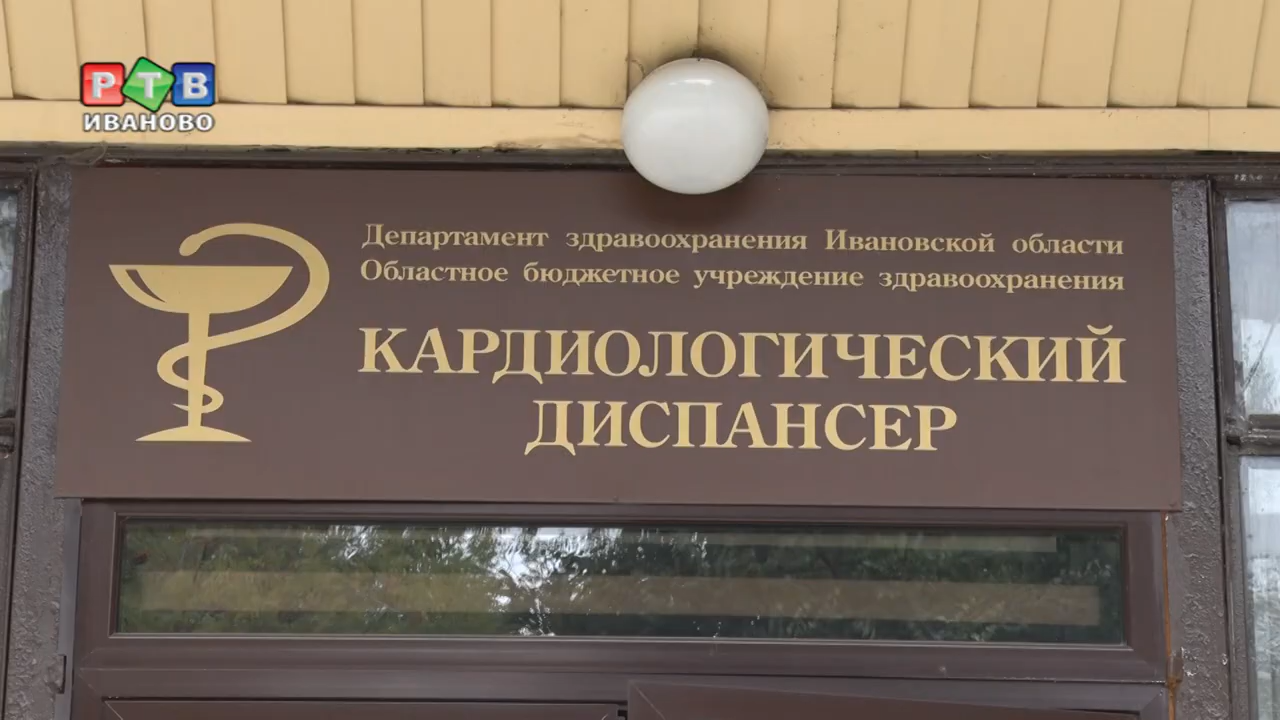 РТВ
ИВАНОВО
Департамент здравоохранения Ивановской области
Областное бюджетное учреждение здравоохранения
КАРДИОЛОГИЧЕСКИЙ
ДИСПАНСЕР